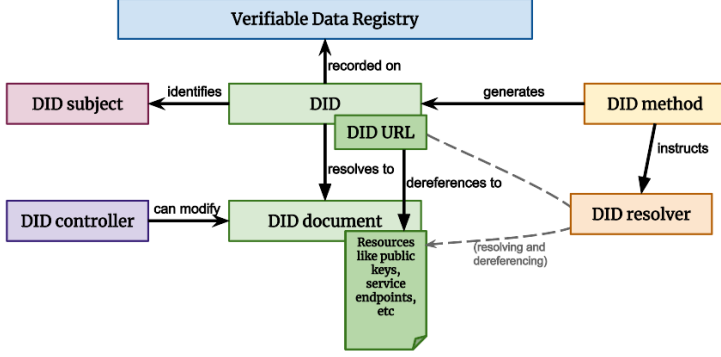 Verifiable Data Registry
recorded on
DID subject
identifies
DID
generates
DID method
DID URL
instructs
resolves to
dereferences to
DID controller
can modify
DID document
DID resolver
Resources
like public
keys,
service
endpoints,
etc
(resolving and
dereferencing)